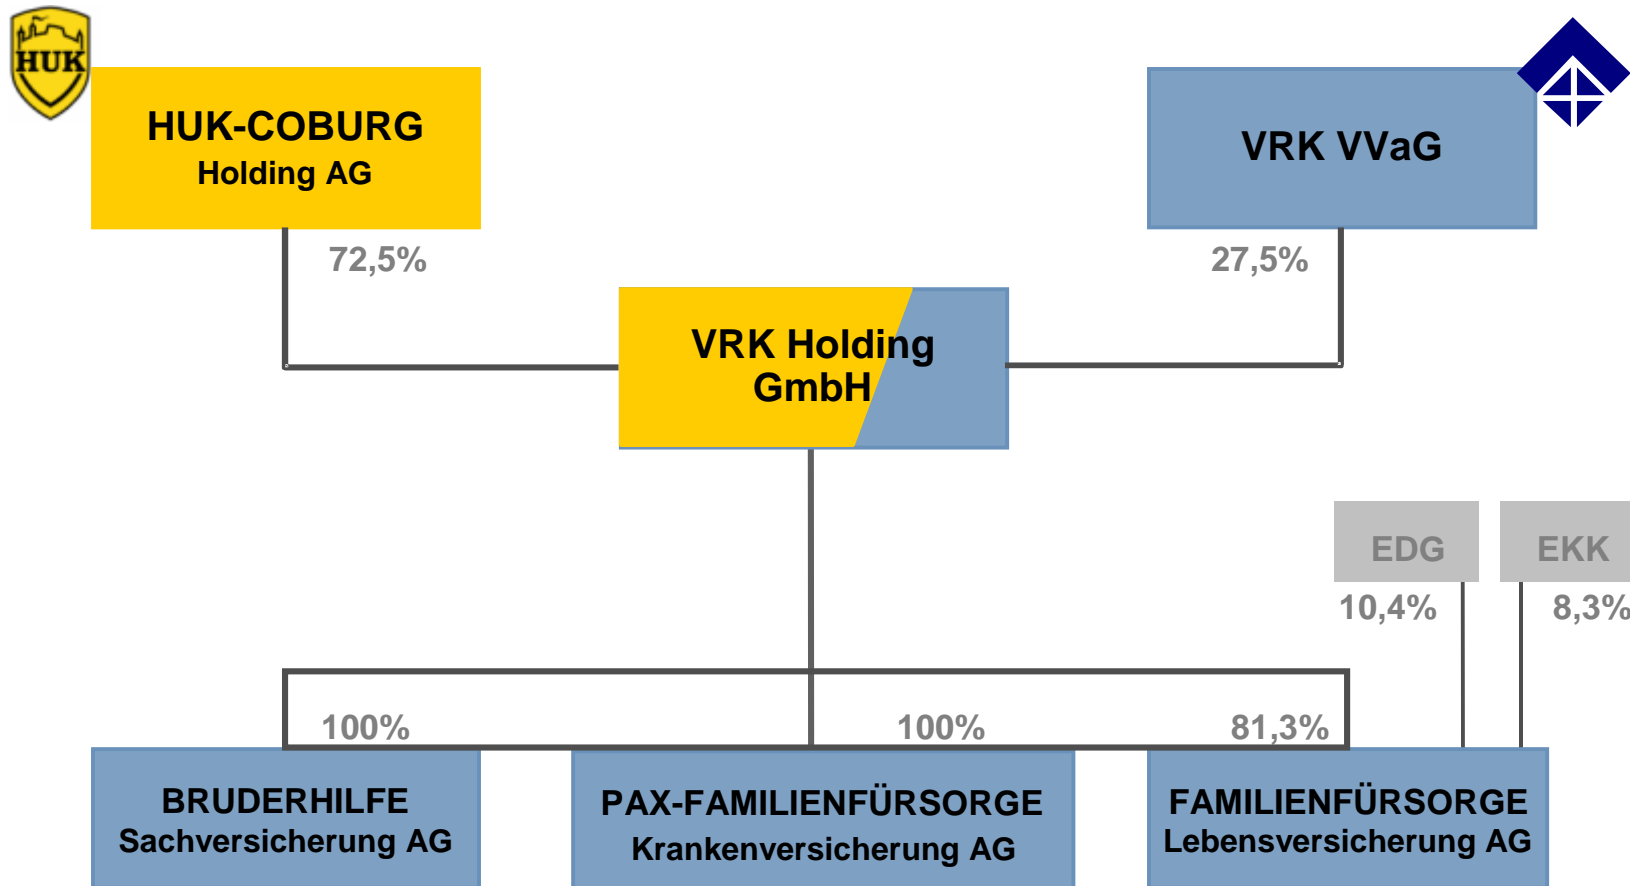 HUK
HUK-COBURG
Holding AG
VRK VVaG
72,5%
27,5%
VRK Holding
GmbH
EDG
EKK
10,4%
8,3%
100%
100%
81,3%
BRUDERHILFE
Sachversicherung AG
PAX-FAMILIENFÜRSORGE
Krankenversicherung AG
FAMILIENFÜRSORGE
Lebensversicherung AG